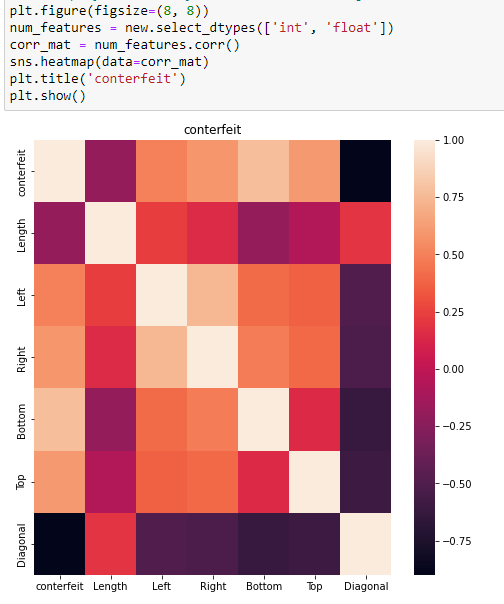 plt.figure(figsize=(8, 8))
num_features = new.select_dtypes(['int', 'float'])
corr_mat = num_features.corr()
sns.heatmap(data=corr_mat)
plt.title('conterfeit')
plt.show()
conterfeit
conterfeit
Length
Left
Right
Bottom
Top
Diagonal
1.00
0.75
0.50
0.25
0.00
−0.25
−0.50
−0.75
conterfeit Length Left Right Bottom Top Diagonal